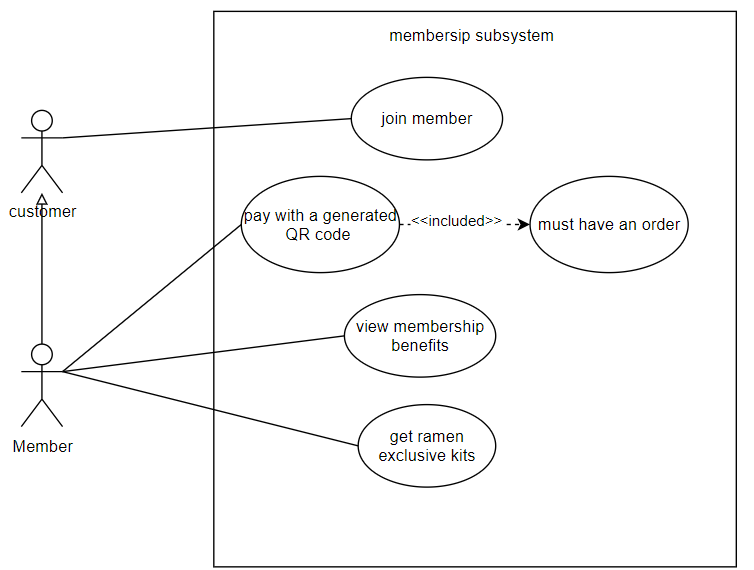 membersip subsystem
join member
customer
pay with a generated
QR code
<<included>>
must have an order
view membership
benefits
Member
get ramen
exclusive kits